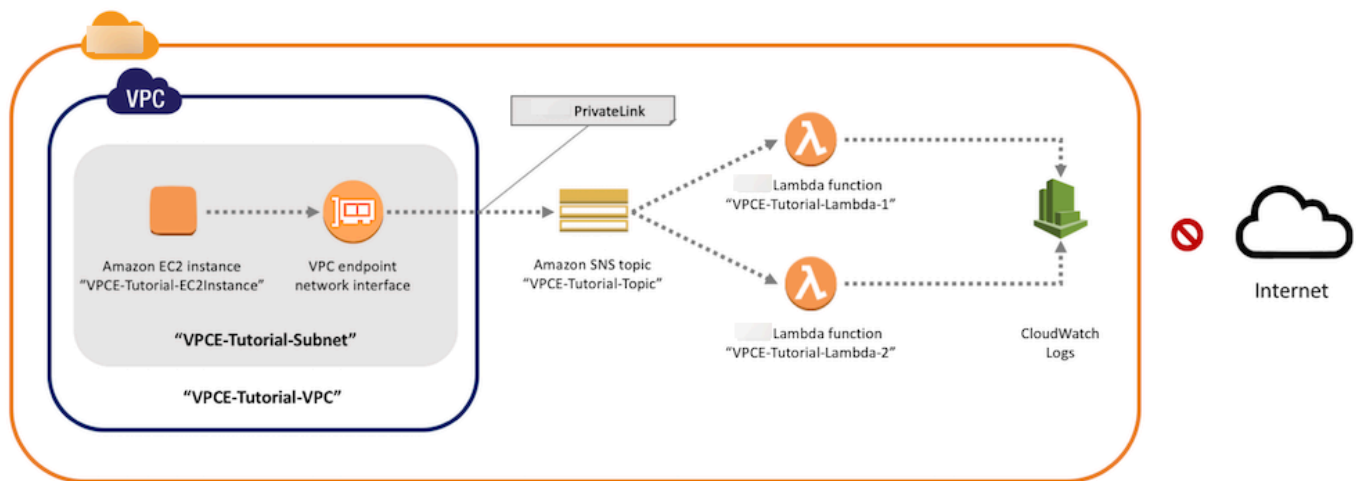 VPC
PrivateLink
Amazon EC2 instance
“VPCE-Tutorial-EC2Instance”
VPC endpoint
network interface
“VPCE-Tutorial-Subnet”
“VPCE-Tutorial-VPC”
Amazon SNS topic
“VPCE-Tutorial-Topic”
Lambda function
“VPCE-Tutorial-Lambda-1”
Lambda function
“VPCE-Tutorial-Lambda-2”
CloudWatch
Logs
Internet